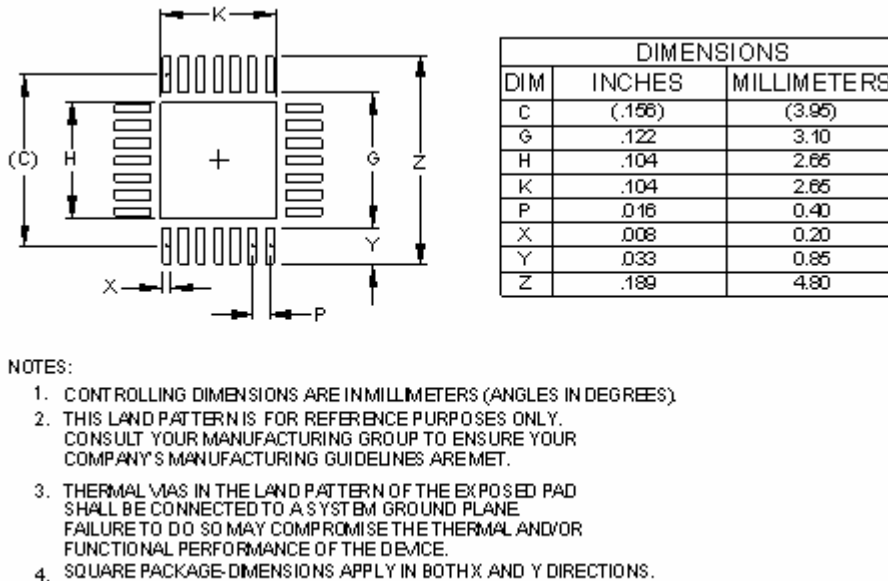 K
(C)
H
G
Z
Y
X
P
DIMENSIONS
DIM INCHES MILLIMETERS
C (.156) (3.95)
G .122 3.10
H .104 2.65
K .104 2.65
P .016 0.40
X .008 0.20
Y .033 0.85
Z .189 4.80
NOTES:
1. CONTROLLING DIMENSIONS ARE IN MILLIMETERS (ANGLES IN DEGREES).
2. THIS LAND PATTERN IS FOR REFERENCE PURPOSES ONLY.
CONSULT YOUR MANUFACTURING GROUP TO ENSURE YOUR
COMPANY'S MANUFACTURING GUIDELINES ARE MET.
3. THERMAL VIAS IN THE LAND PATTERN OF THE EXPOSED PAD
SHALL BE CONNECTED TO A SYSTEM GROUND PLANE.
FAILURE TO DO SO MAY COMPROMISE THE THERMAL AND/OR
FUNCTIONAL PERFORMANCE OF THE DEVICE.
4. SQUARE PACKAGE-DIMENSIONS APPLY IN BOTH X AND Y DIRECTIONS.